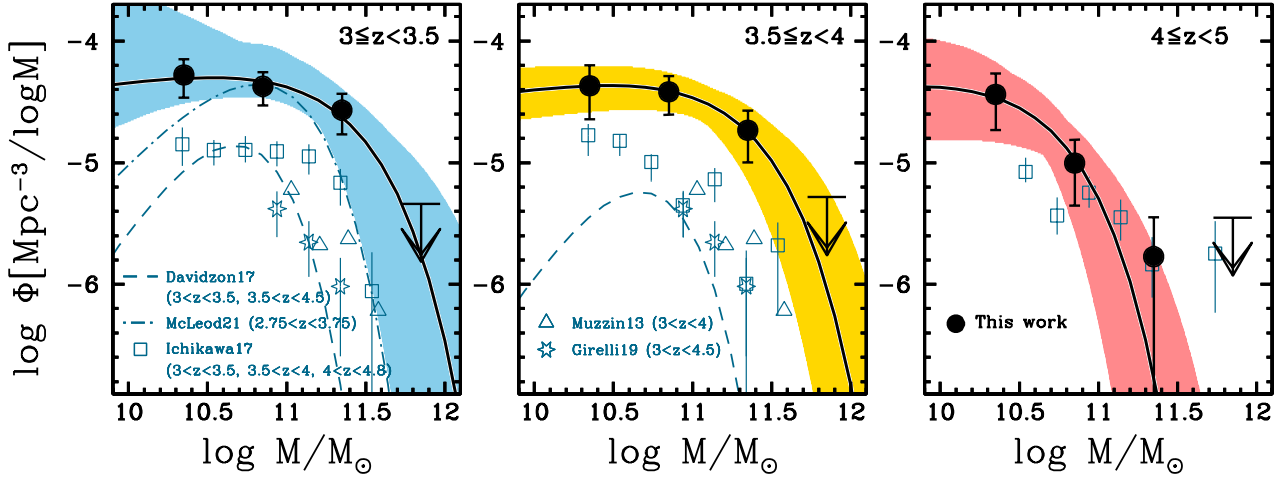 3≦z<3.5
3.5≦z<4
4≦z<5
log Φ[Mpc⁻³/logM]
-4
-5
-6
-4
-5
-6
-4
-5
-6
Davidzon17
(3<z<3.5, 3.5<z<4.5)
McLeod21 (2.75<z<3.75)
Ichikawa17
(3<z<3.5, 3.5<z<4, 4<z<4.8)
Muzzin13 (3<z<4)
Girelli19 (3<z<4.5)
This work
10 10.5 11 11.5 12
10 10.5 11 11.5 12
10 10.5 11 11.5 12
log M/M⊙
log M/M⊙
log M/M⊙